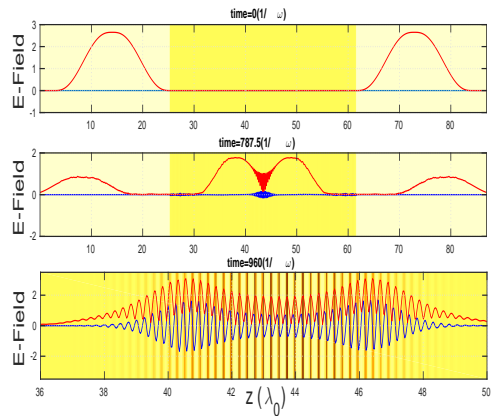 time=0(1/ ω)
E-Field
3
2
1
0
-1
10 20 30 40 50 60 70 80
time=787.5(1/ ω)
E-Field
2
0
-2
10 20 30 40 50 60 70 80
time=960(1/ ω)
E-Field
2
0
-2
36 38 40 42 44 46 48 50
z (λ0)